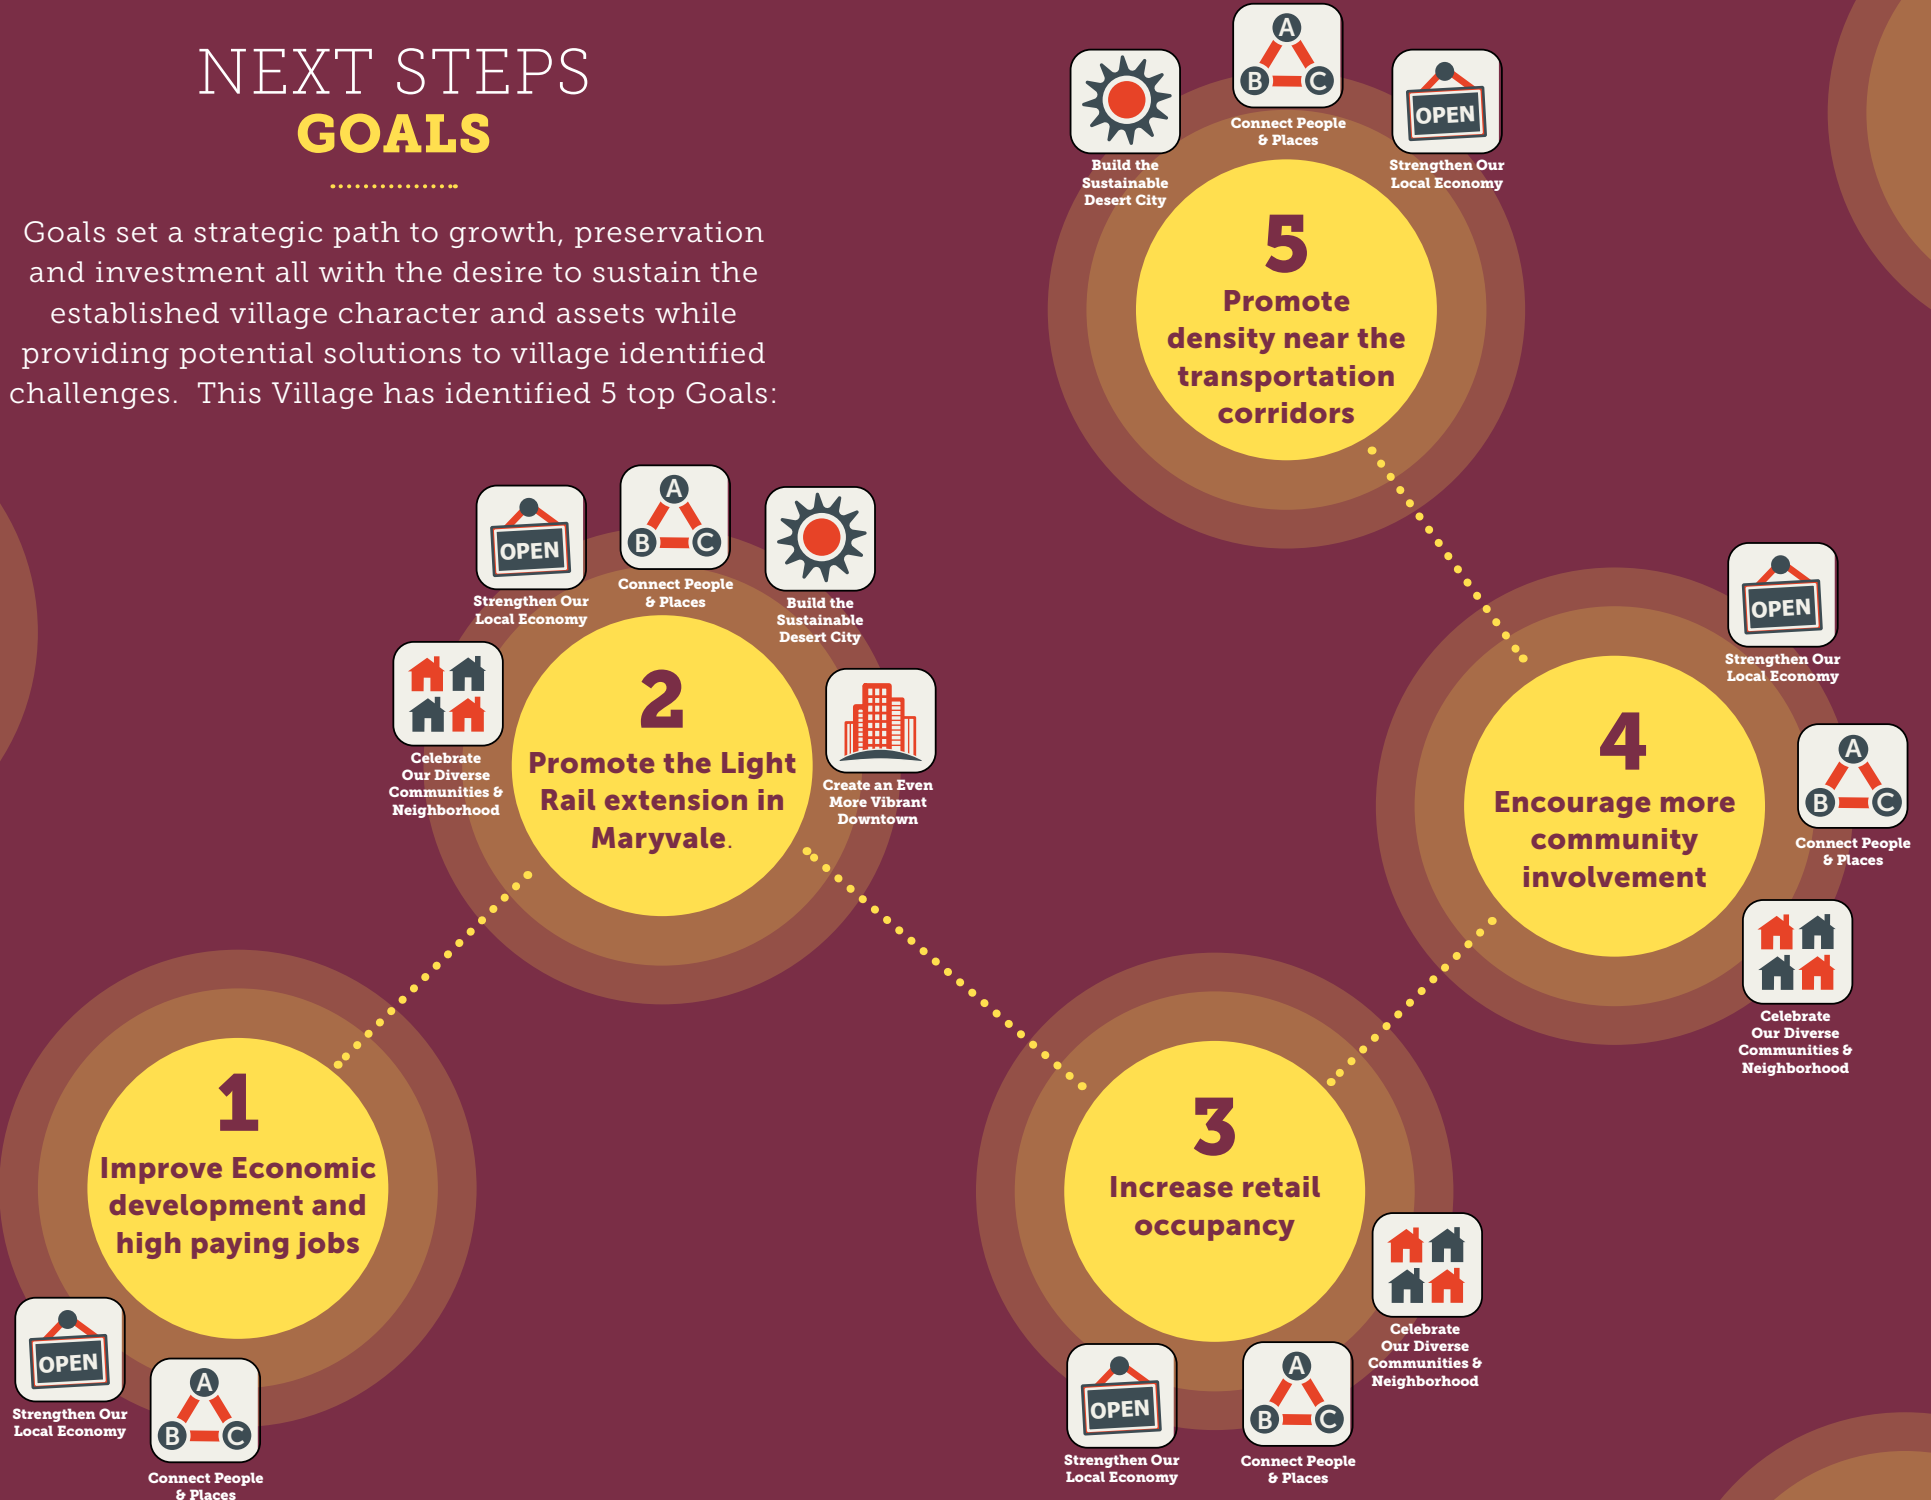 NEXT STEPS
GOALS
Goals set a strategic path to growth, preservation
and investment all with the desire to sustain the
established village character and assets while
providing potential solutions to village identified
challenges.  This Village has identified 5 top Goals:
1
Improve Economic
development and
high paying jobs
OPEN
Strengthen Our
Local Economy
A
B C
Connect People
& Places
2
Promote the Light
Rail extension in
Maryvale.
Celebrate
Our Diverse
Communities &
Neighborhood
OPEN
Strengthen Our
Local Economy
A
B C
Connect People
& Places
Build the
Sustainable
Desert City
Create an Even
More Vibrant
Downtown
3
Increase retail
occupancy
OPEN
Strengthen Our
Local Economy
A
B C
Connect People
& Places
Celebrate
Our Diverse
Communities &
Neighborhood
4
Encourage more
community
involvement
OPEN
Strengthen Our
Local Economy
A
B C
Connect People
& Places
Celebrate
Our Diverse
Communities &
Neighborhood
5
Promote
density near the
transportation
corridors
Build the
Sustainable
Desert City
A
B C
Connect People
& Places
OPEN
Strengthen Our
Local Economy